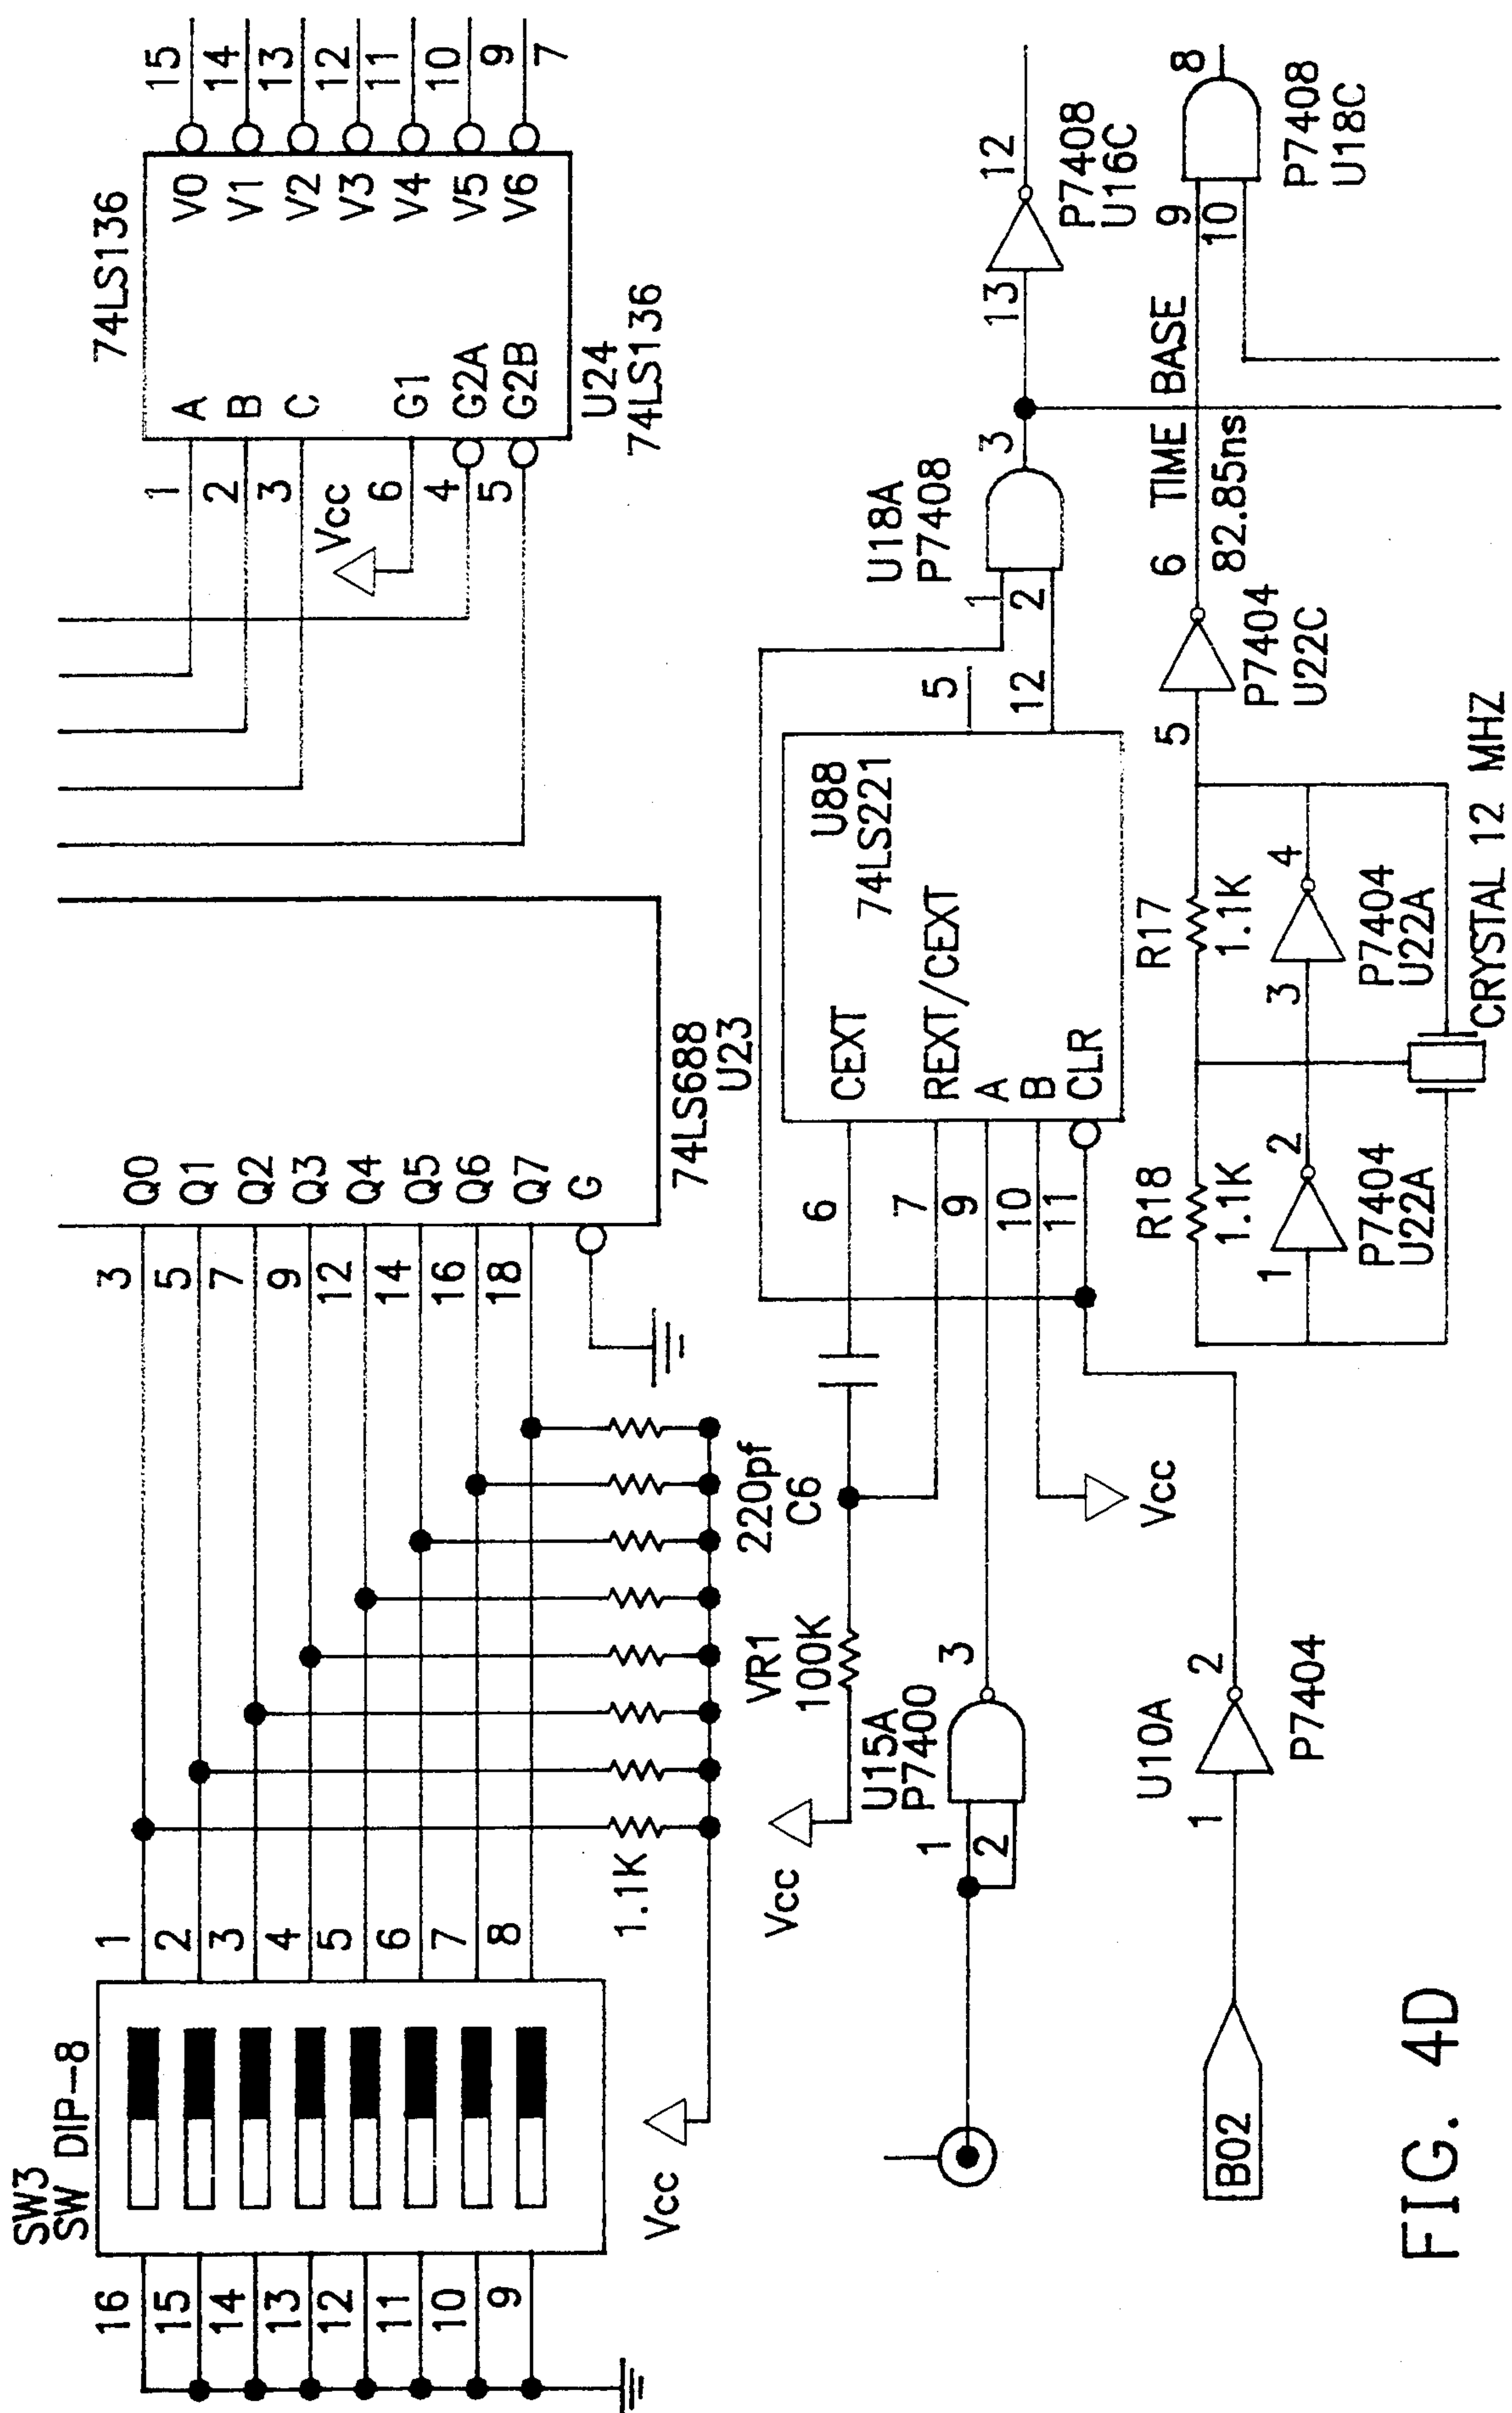 SW3
SW DIP-8
16
15
14
13
12
11
10
9
1
2
3
4
5
6
7
8
Vcc
1.1K
3
5
7
9
12
14
16
18
Q0
Q1
Q2
Q3
Q4
Q5
Q6
Q7
G
74LS688
U23
74LS136
1
2
3
Vcc
6
4
5
A
B
C
G1
G2A
G2B
V0
V1
V2
V3
V4
V5
V6
15
14
13
12
11
10
9
7
U24
74LS136
Vcc
VR1
100K
220pf
C6
U15A
P7400
1
2
3
Vcc
6
7
9
10
11
CEXT
REXT/CEXT
A
B
CLR
U88
74LS221
5
12
U18A
P7408
1
2
3
13
12
P7408
U16C
B02
U10A
1
2
P7404
R18
1.1K
R17
1.1K
1
2
P7404
U22A
3
4
P7404
U22A
CRYSTAL 12 MHZ
5
6
P7404
U22C
TIME BASE
82.85ns
9
10
8
P7408
U18C
FIG. 4D